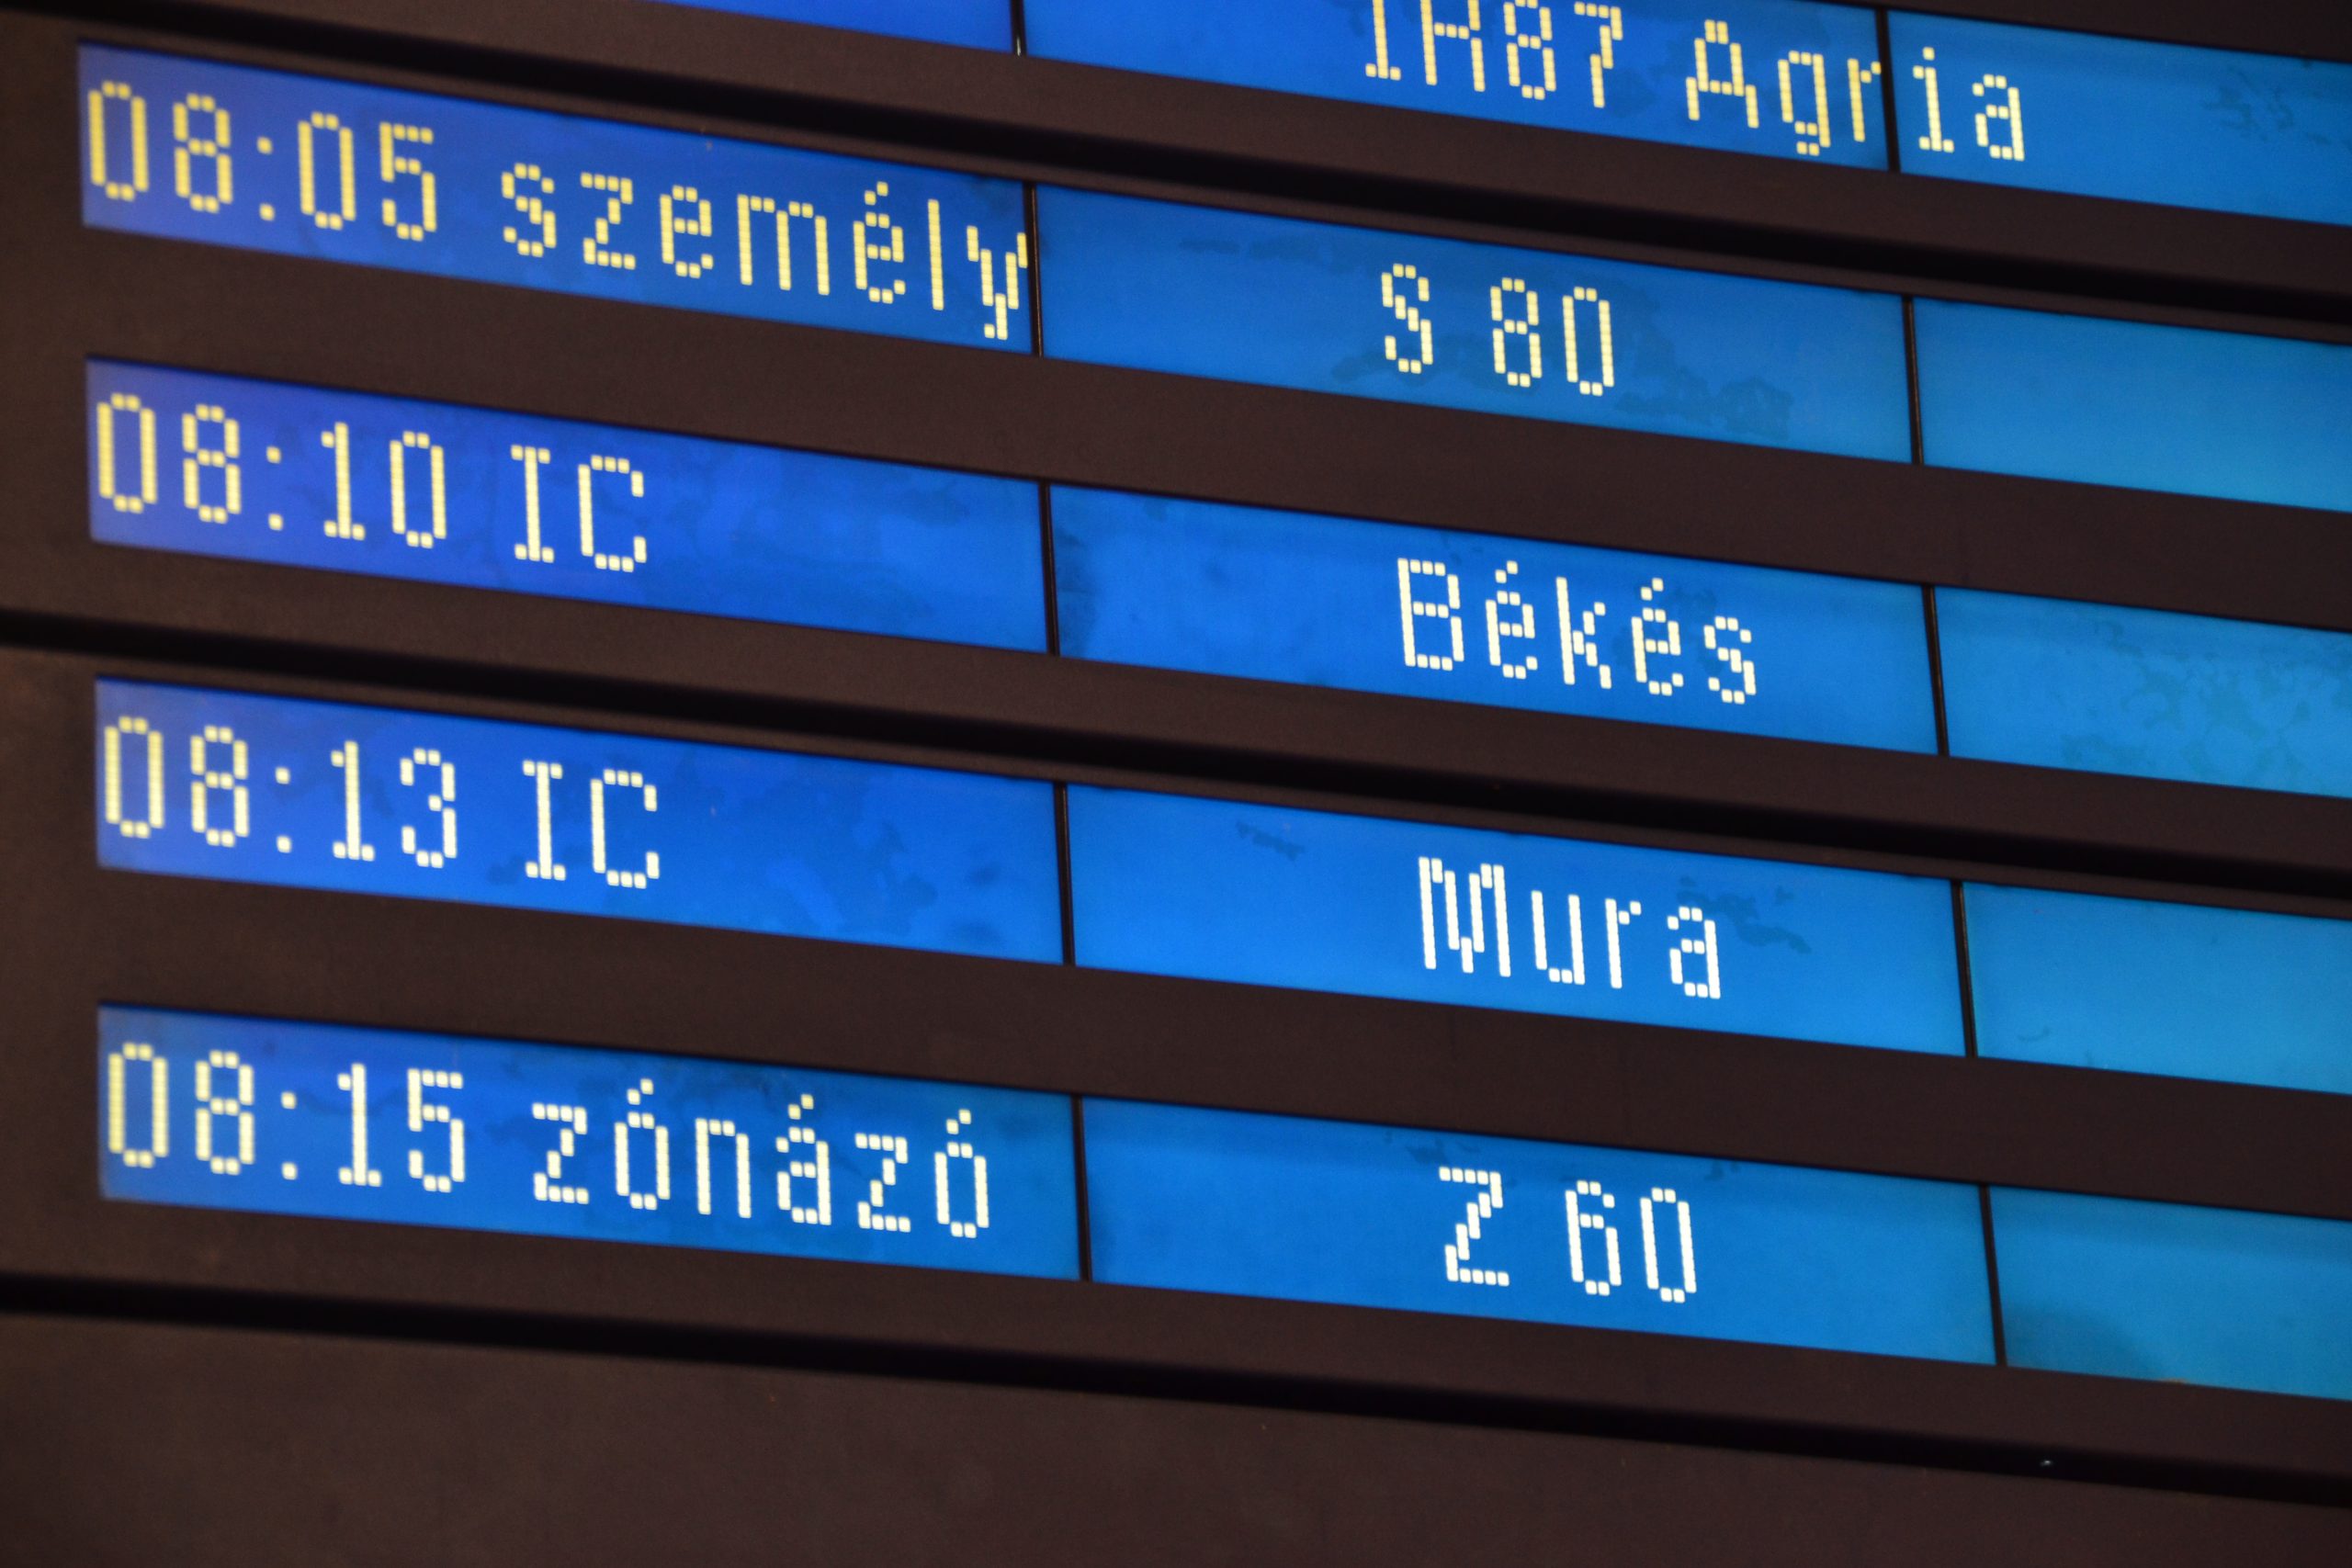 IR87 Agria
08:05 személy S 80
08:10 IC Békés
08:13 IC Mura
08:15 zónázó Z 60